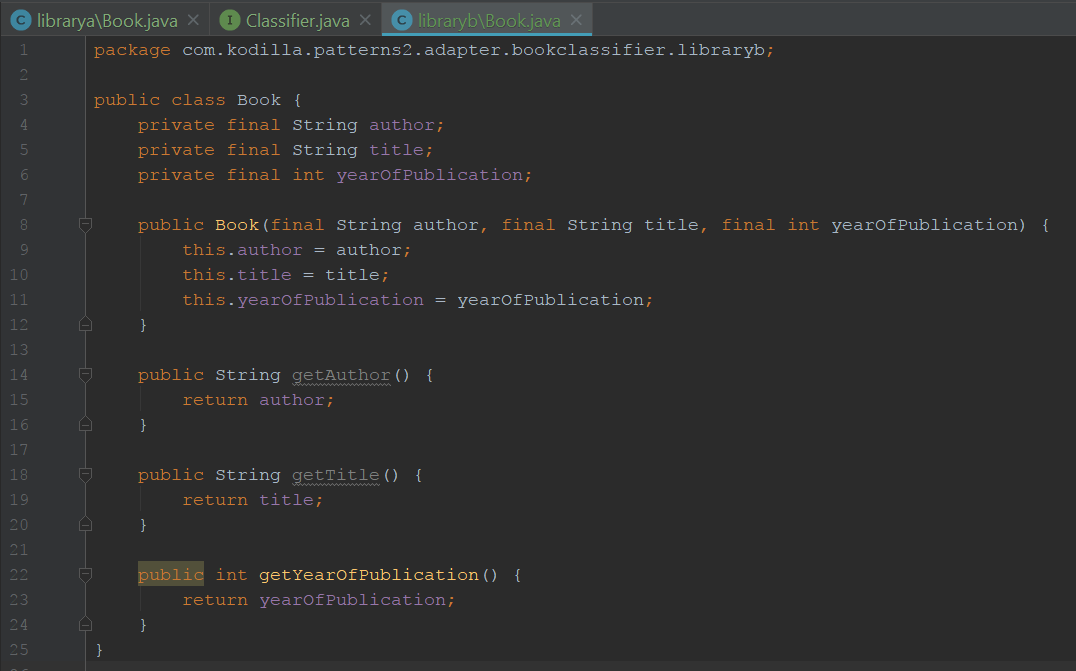 librarya\Book.java Classifier.java libraryb\Book.java
1 package com.kodilla.patterns2.adapter.bookclassifier.libraryb;
2
3 public class Book {
4 private final String author;
5 private final String title;
6 private final int yearOfPublication;
7
8 public Book(final String author, final String title, final int yearOfPublication) {
9 this.author = author;
10 this.title = title;
11 this.yearOfPublication = yearOfPublication;
12 }
13
14 public String getAuthor() {
15 return author;
16 }
17
18 public String getTitle() {
19 return title;
20 }
21
22 public int getYearOfPublication() {
23 return yearOfPublication;
24 }
25 }